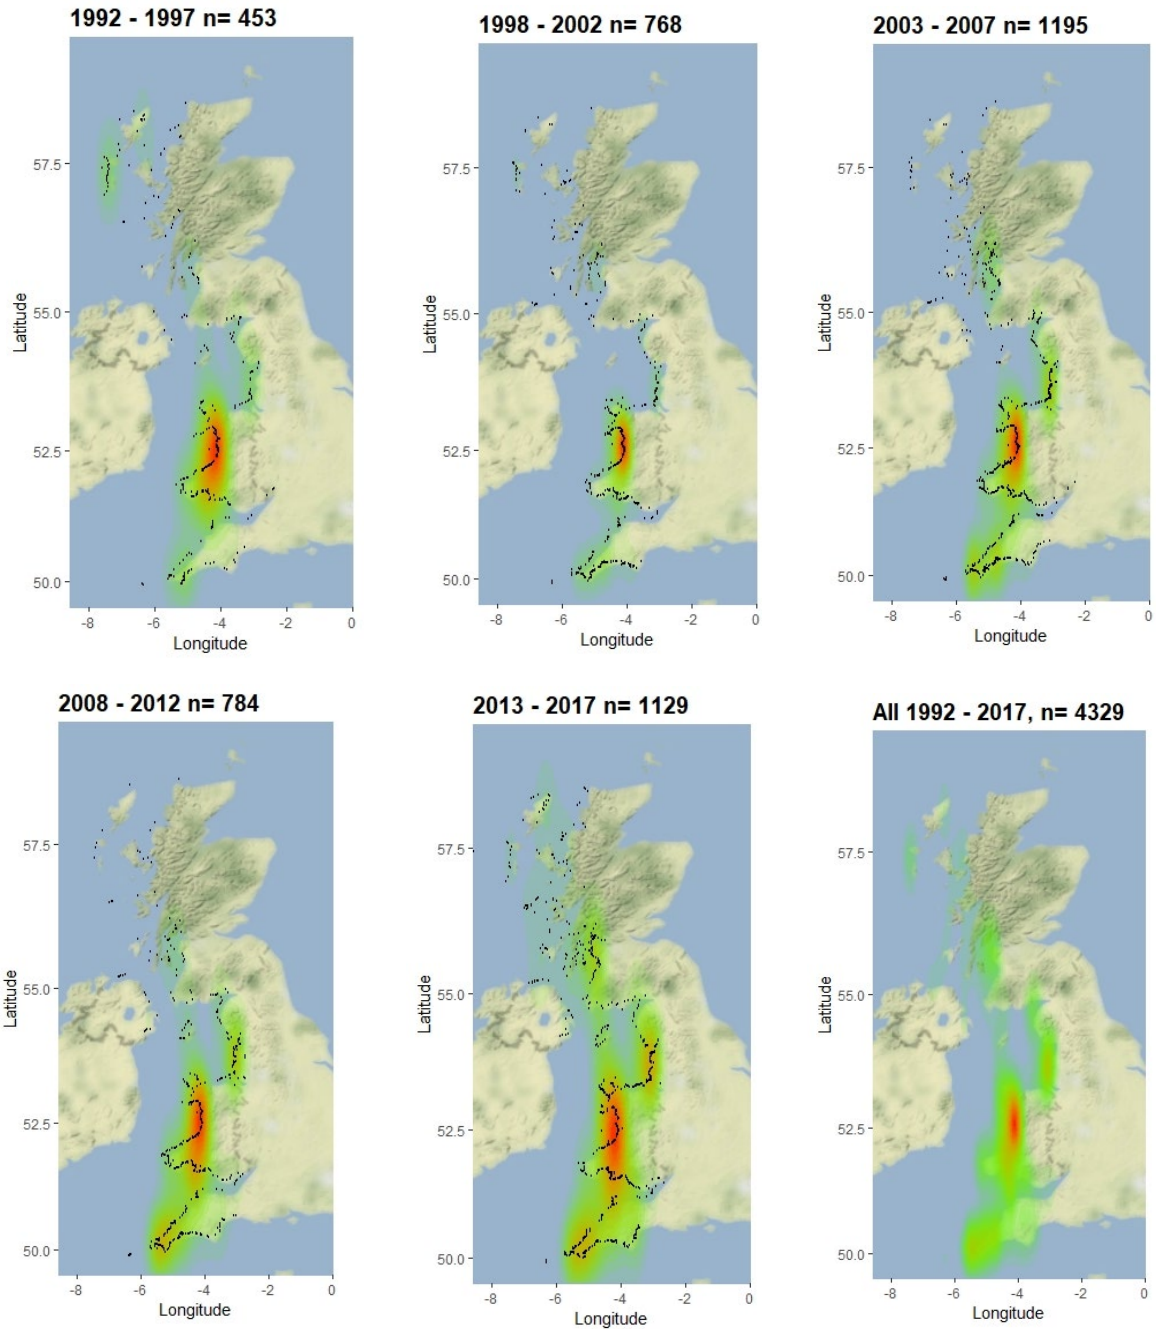 1992 - 1997 n= 453
1998 - 2002 n= 768
2003 - 2007 n= 1195
57.5
55.0
52.5
50.0
Latitude
-8 -6 -4 -2 0
Longitude
57.5
55.0
52.5
50.0
Latitude
-8 -6 -4 -2 0
Longitude
57.5
55.0
52.5
50.0
Latitude
-8 -6 -4 -2 0
Longitude
2008 - 2012 n= 784
2013 - 2017 n= 1129
All 1992 - 2017, n= 4329
57.5
55.0
52.5
50.0
Latitude
-8 -6 -4 -2 0
Longitude
57.5
55.0
52.5
50.0
Latitude
-8 -6 -4 -2 0
Longitude
57.5
55.0
52.5
50.0
Latitude
-8 -6 -4 -2 0
Longitude